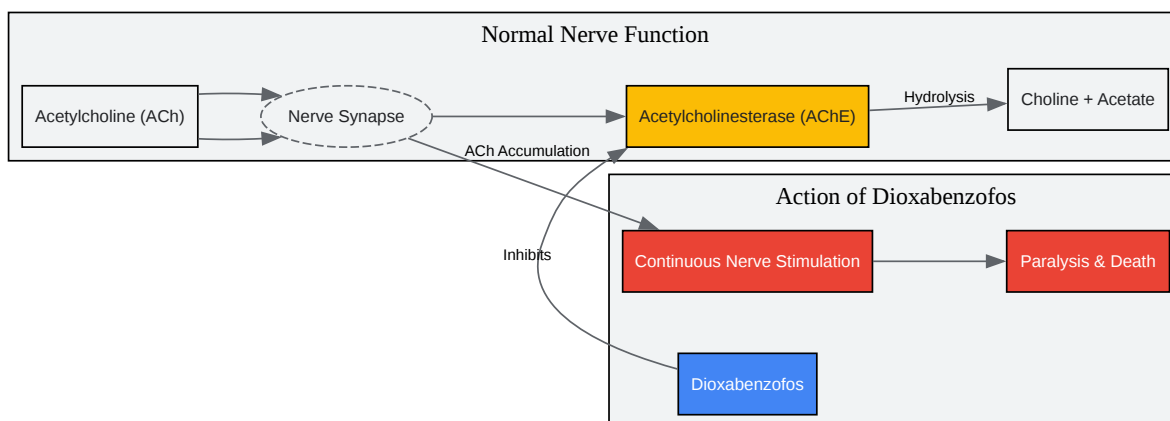 Normal Nerve Function
Acetylcholine (ACh)
Nerve Synapse
Acetylcholinesterase (AChE)
Hydrolysis
Choline + Acetate
ACh Accumulation
Action of Dioxabenzofos
Inhibits
Continuous Nerve Stimulation
Paralysis & Death
Dioxabenzofos